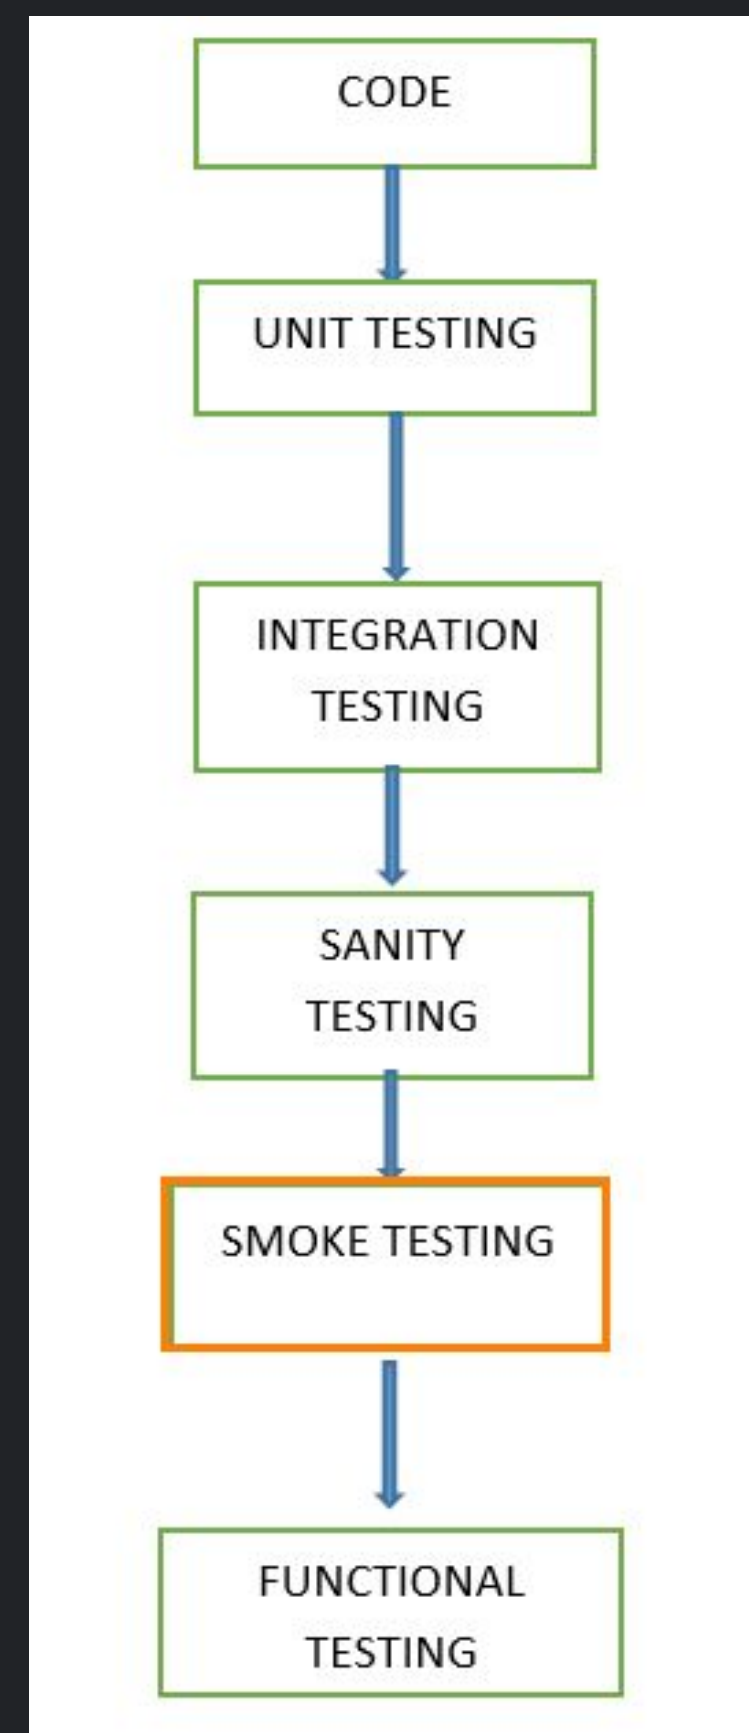 CODE
UNIT TESTING
INTEGRATION
TESTING
SANITY
TESTING
SMOKE TESTING
FUNCTIONAL
TESTING